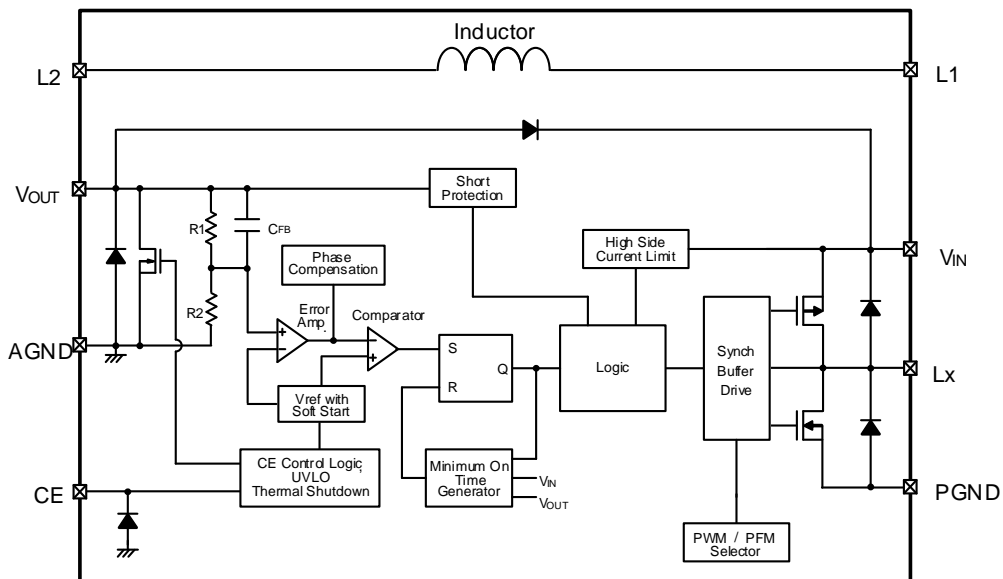 Inductor
L2
L1
VOUT
Short
Protection
R1
CFB
High Side
Current Limit
VIN
Phase
Compensation
R2
Error
Amp.
Comparator
AGND
S
Q
R
Logic
Synch
Buffer
Drive
Lx
Vref with
Soft Start
CE Control Logic,
UVLO
Thermal Shutdown
Minimum On
Time
Generator
VIN
VOUT
CE
PGND
PWM / PFM
Selector